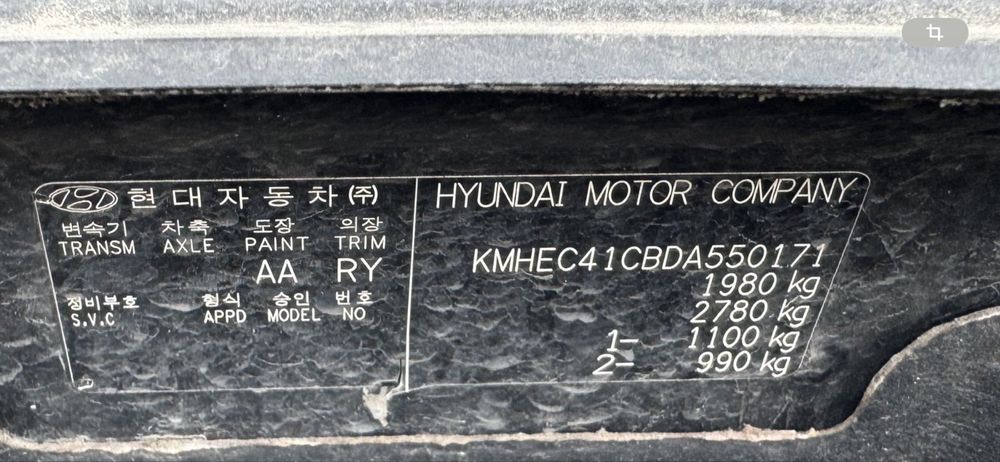 현대자동차(주)
변속기 차축 도장 의장
TRANSM AXLE PAINT TRIM
AA RY
정비부호 형식 승인 번호
S.V.C APPD MODEL NO
HYUNDAI MOTOR COMPANY
KMHEC41CBDA550171
1980 kg
2780 kg
1- 1100 kg
2- 990 kg